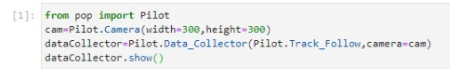 [1]: from pop import Pilot
cam=Pilot.Camera(width=300,height=300)
dataCollector=Pilot.Data_Collector(Pilot.Track_Follow,camera=cam)
dataCollector.show()